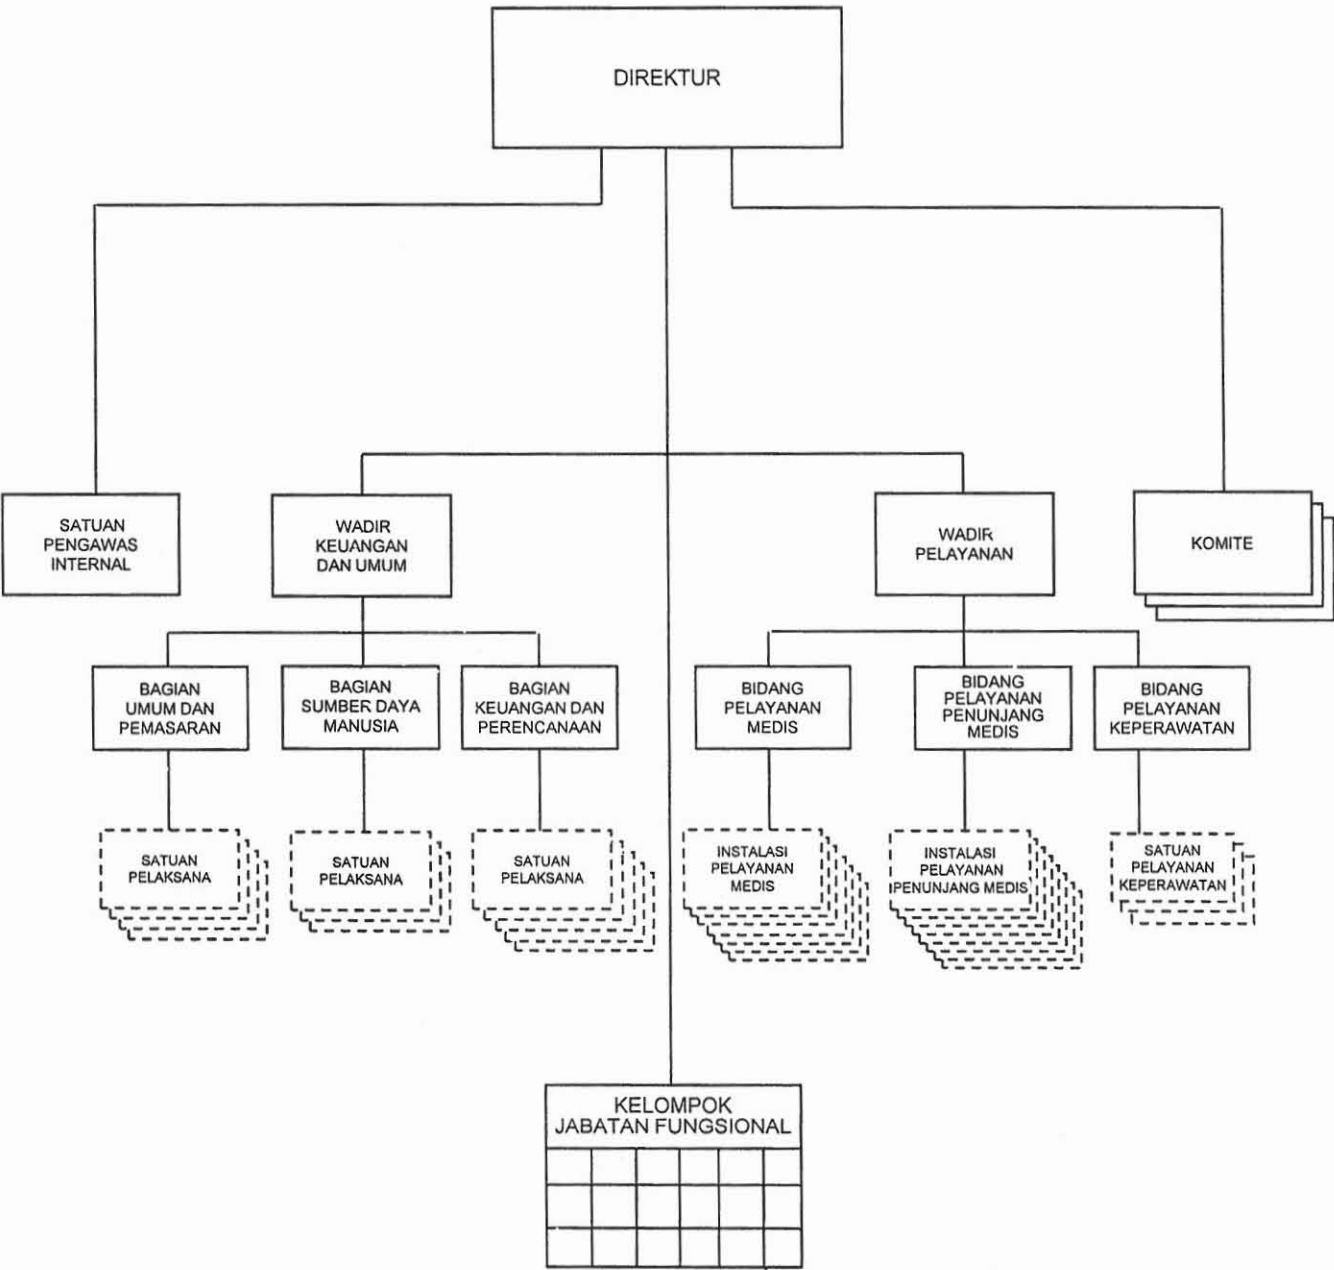 DIREKTUR
SATUAN
PENGAWAS
INTERNAL
WADIR
KEUANGAN
DAN UMUM
WADIR
PELAYANAN
KOMITE
BAGIAN
UMUM DAN
PEMASARAN
BAGIAN
SUMBER DAYA
MANUSIA
BAGIAN
KEUANGAN DAN
PERENCANAAN
BIDANG
PELAYANAN
MEDIS
BIDANG
PELAYANAN
PENUNJANG
MEDIS
BIDANG
PELAYANAN
KEPERAWATAN
SATUAN
PELAKSANA
SATUAN
PELAKSANA
SATUAN
PELAKSANA
INSTALASI
PELAYANAN
MEDIS
INSTALASI
PELAYANAN
PENUNJANG MEDIS
SATUAN
PELAYANAN
KEPERAWATAN
KELOMPOK
JABATAN FUNGSIONAL